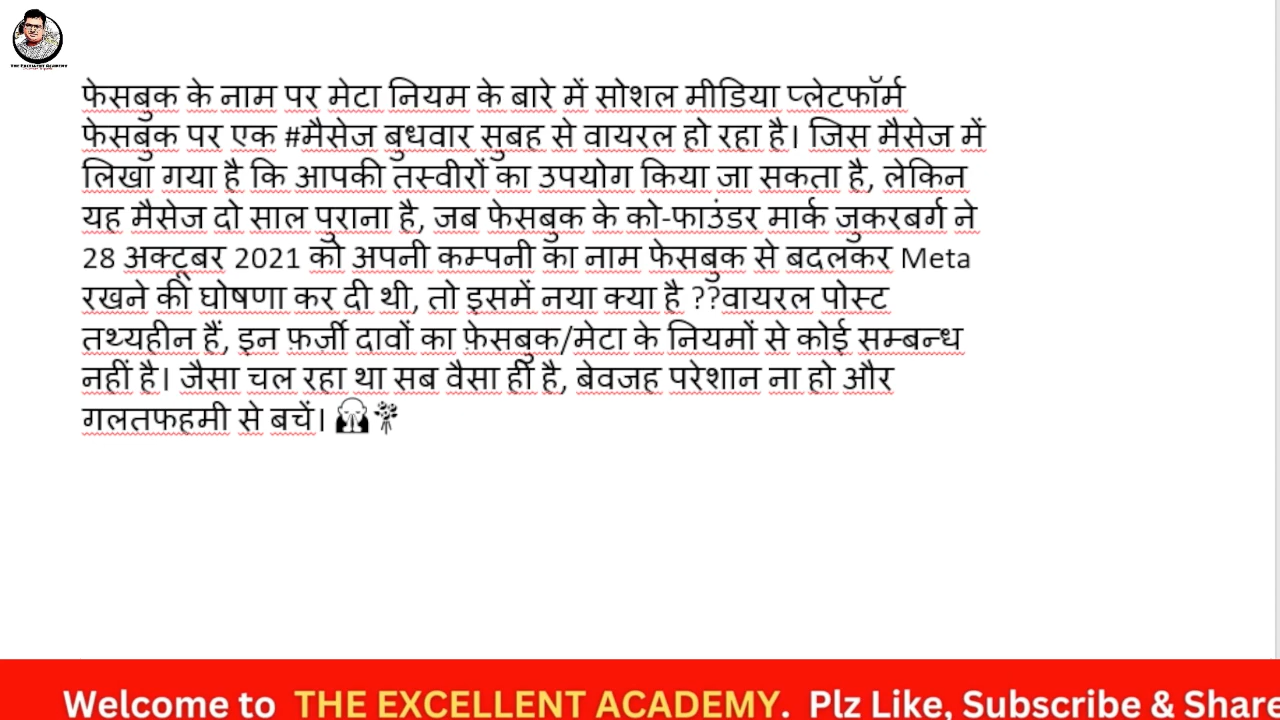 THE EXCELLENT ACADEMY
फेसबुक के नाम पर मेटा नियम के बारे में सोशल मीडिया प्लेटफॉर्म
फेसबुक पर एक #मैसेज बुधवार सुबह से वायरल हो रहा है। जिस मैसेज में
लिखा गया है कि आपकी तस्वीरों का उपयोग किया जा सकता है, लेकिन
यह मैसेज दो साल पुराना है, जब फेसबुक के को-फाउंडर मार्क जुकरबर्ग ने
28 अक्टूबर 2021 को अपनी कम्पनी का नाम फेसबुक से बदलकर Meta
रखने की घोषणा कर दी थी, तो इसमें नया क्या है ??वायरल पोस्ट
तथ्यहीन हैं, इन फ़र्ज़ी दावों का फ़ेसबुक/मेटा के नियमों से कोई सम्बन्ध
नहीं है। जैसा चल रहा था सब वैसा ही है, बेवजह परेशान ना हो और
गलतफहमी से बचें। 🙏💐
Welcome to THE EXCELLENT ACADEMY. Plz Like, Subscribe & Share